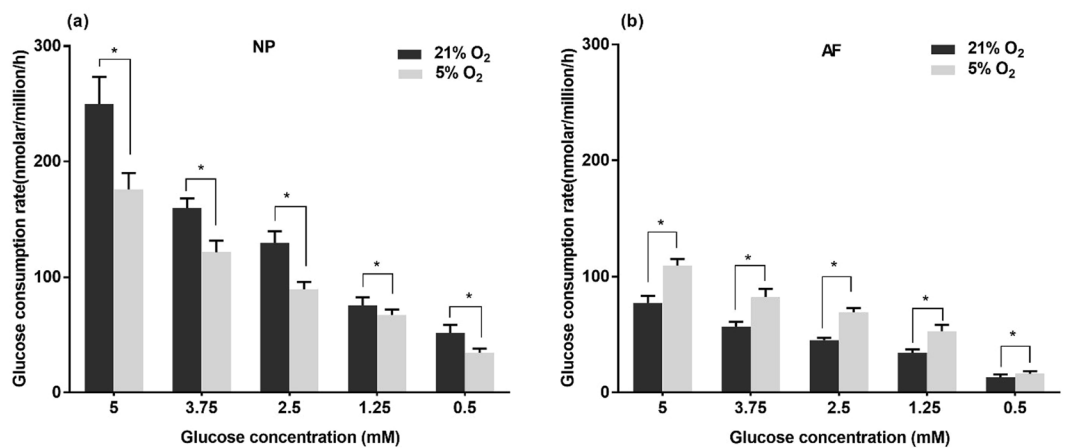 (a)
NP
21% O₂
5% O₂
Glucose consumption rate(nmolar/million/h)
300
200
100
0
*
*
*
*
*
5 3.75 2.5 1.25 0.5
Glucose concentration (mM)
(b)
AF
21% O₂
5% O₂
Glucose consumption rate(nmolar/million/h)
300
200
100
0
*
*
*
*
*
5 3.75 2.5 1.25 0.5
Glucose concentration (mM)